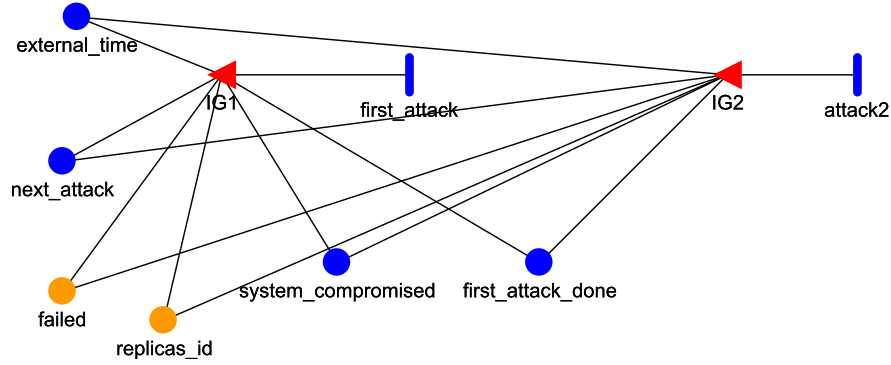 external_time
IG1
first_attack
IG2
attack2
next_attack
system_compromised
first_attack_done
failed
replicas_id